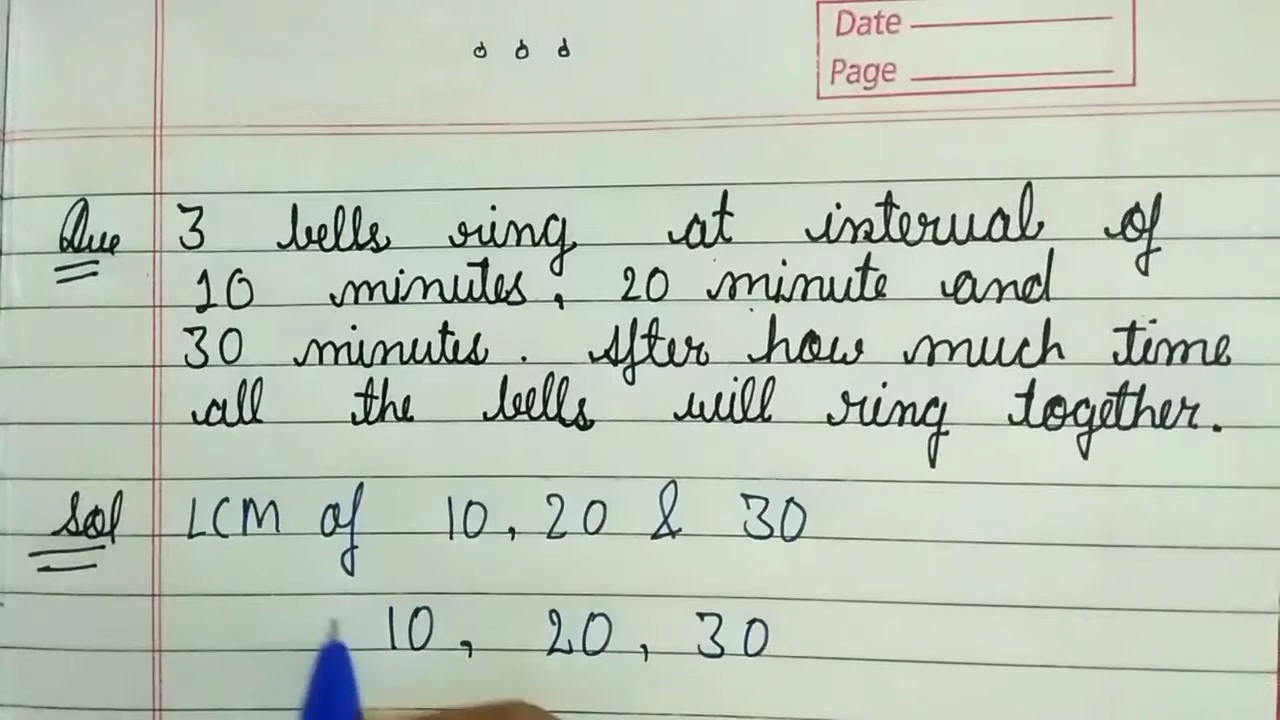 Date
Page
Que 3 bells ring at interval of
10 minutes, 20 minute and
30 minutes. After how much time
all the bells will ring together.
Sol LCM of 10, 20 & 30
10, 20, 30